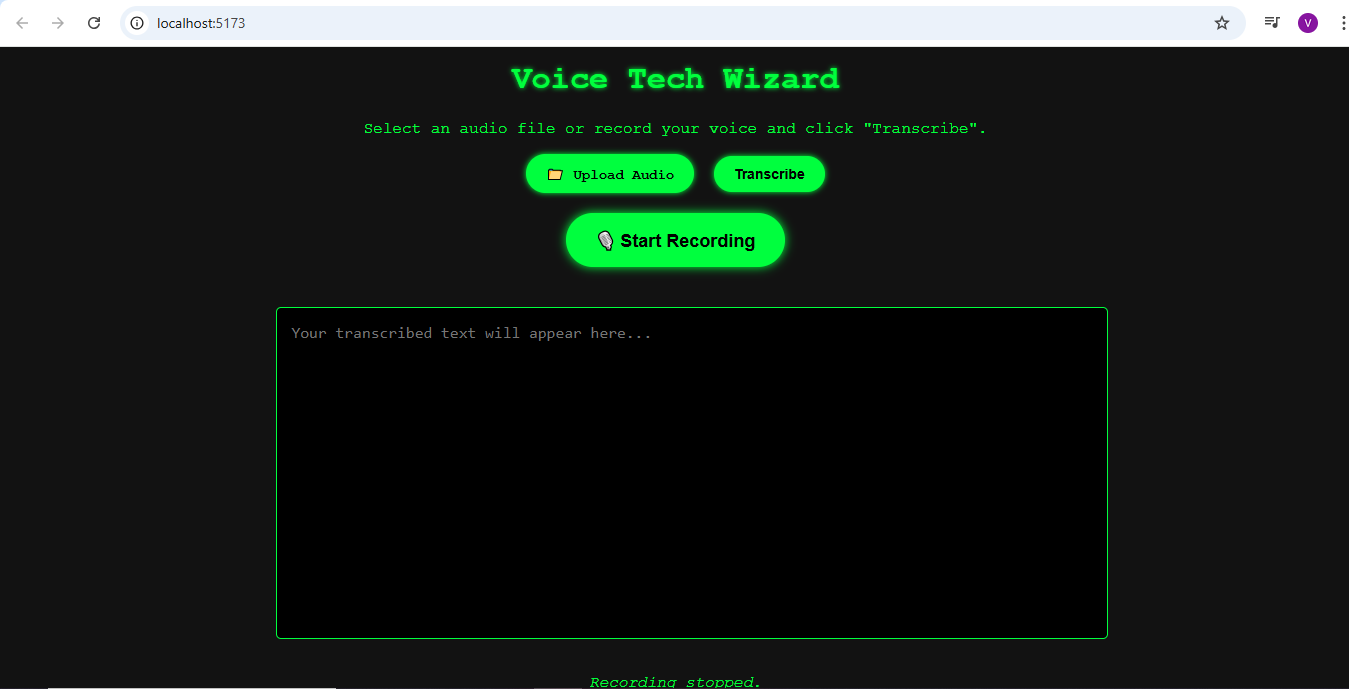 localhost:5173
V
Voice Tech Wizard
Select an audio file or record your voice and click "Transcribe".
Upload Audio
Transcribe
Start Recording
Your transcribed text will appear here...
Recording stopped.